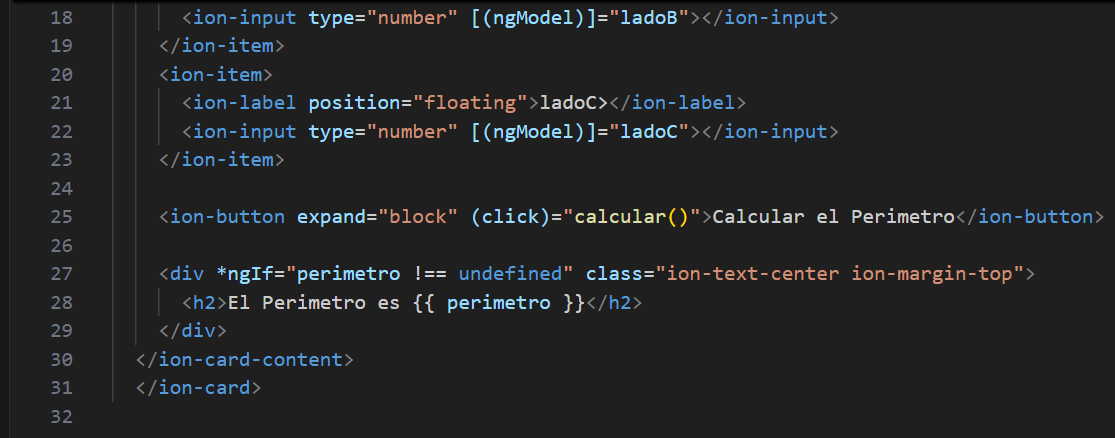 18 <ion-input type="number" [(ngModel)]="ladoB"></ion-input>
19 </ion-item>
20 <ion-item>
21 <ion-label position="floating">ladoC></ion-label>
22 <ion-input type="number" [(ngModel)]="ladoC"></ion-input>
23 </ion-item>
24
25 <ion-button expand="block" (click)="calcular()">Calcular el Perimetro</ion-button>
26
27 <div *ngIf="perimetro !== undefined" class="ion-text-center ion-margin-top">
28 <h2>El Perimetro es {{ perimetro }}</h2>
29 </div>
30 </ion-card-content>
31 </ion-card>
32